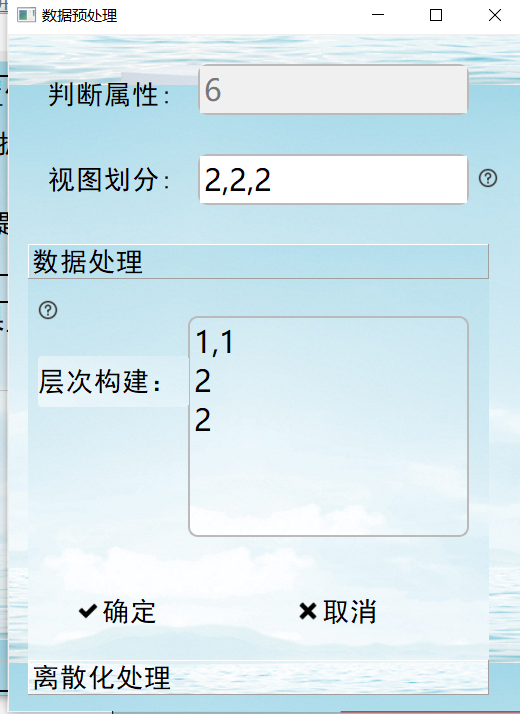 数据预处理
判断属性： 6
视图划分： 2,2,2
数据处理
1,1
层次构建： 2
2
确定 取消
离散化处理